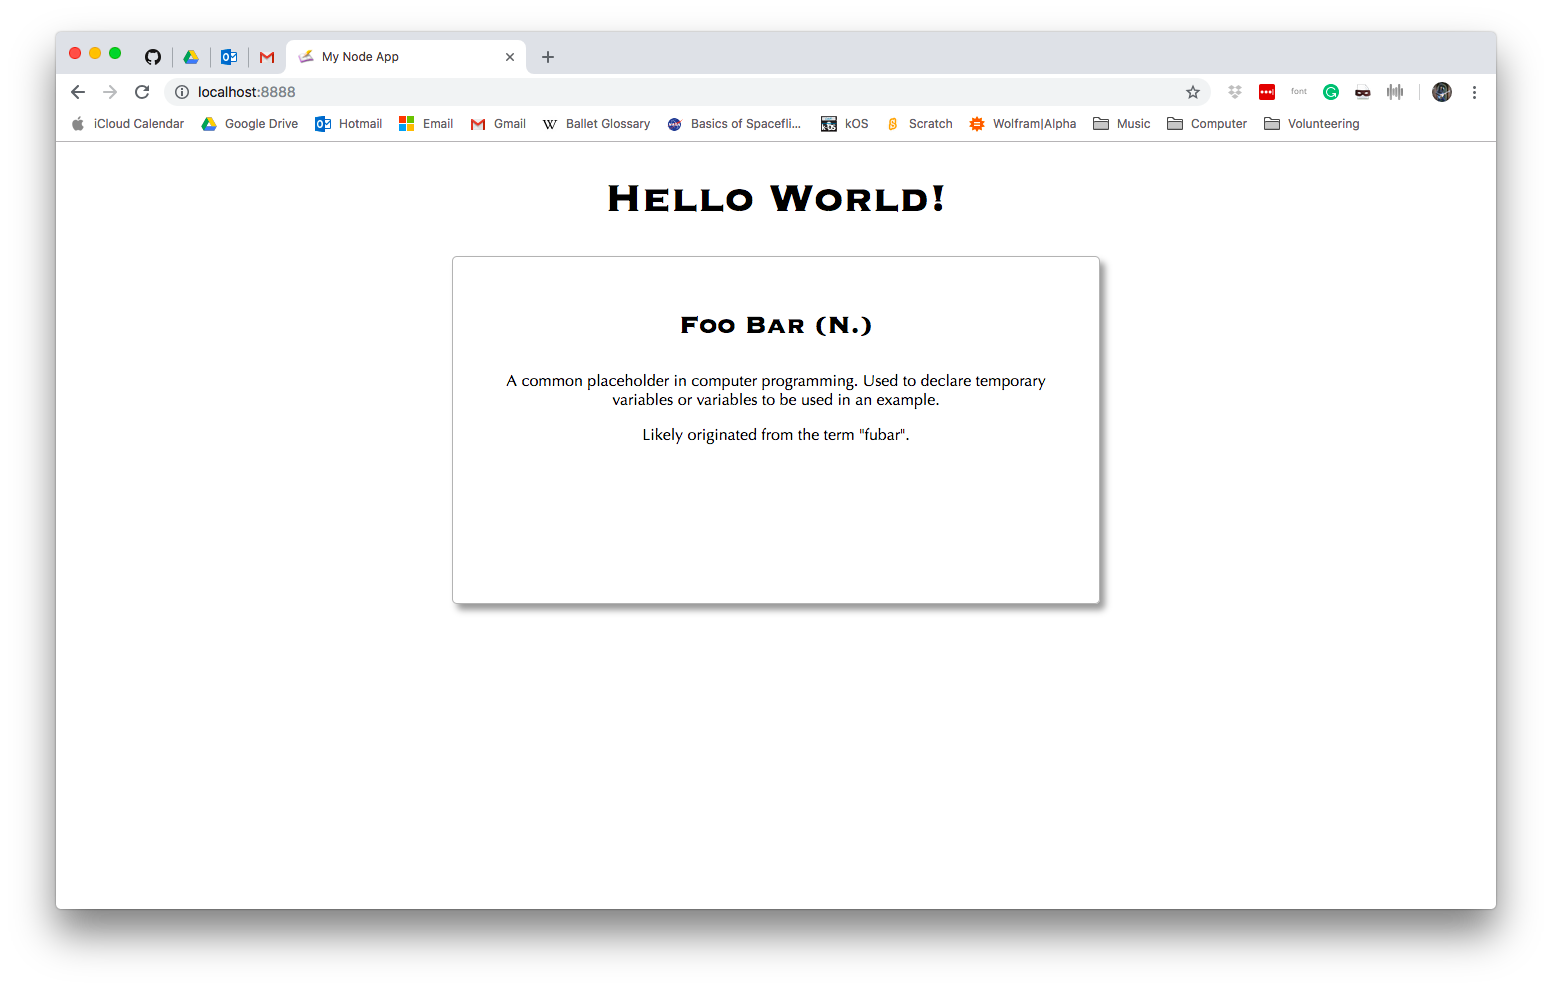 My Node App
localhost:8888
font
iCloud Calendar Google Drive Hotmail Email Gmail Ballet Glossary Basics of Spacefli... kOS Scratch Wolfram|Alpha Music Computer Volunteering
Hello World!
Foo Bar (N.)
A common placeholder in computer programming. Used to declare temporary
variables or variables to be used in an example.
Likely originated from the term "fubar".